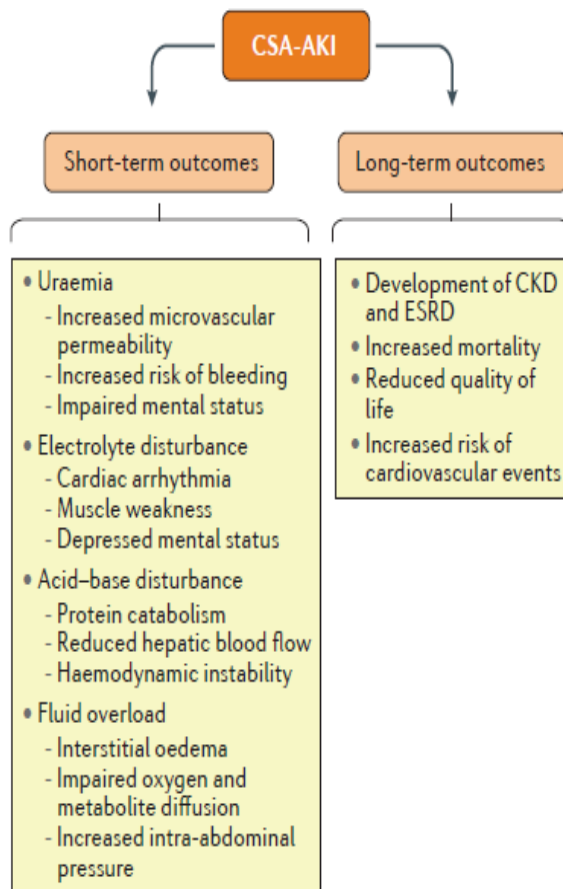 CSA-AKI
Short-term outcomes
• Uraemia
- Increased microvascular
permeability
- Increased risk of bleeding
- Impaired mental status
• Electrolyte disturbance
- Cardiac arrhythmia
- Muscle weakness
- Depressed mental status
• Acid–base disturbance
- Protein catabolism
- Reduced hepatic blood flow
- Haemodynamic instability
• Fluid overload
- Interstitial oedema
- Impaired oxygen and
metabolite diffusion
- Increased intra-abdominal
pressure
Long-term outcomes
• Development of CKD
and ESRD
• Increased mortality
• Reduced quality of
life
• Increased risk of
cardiovascular events